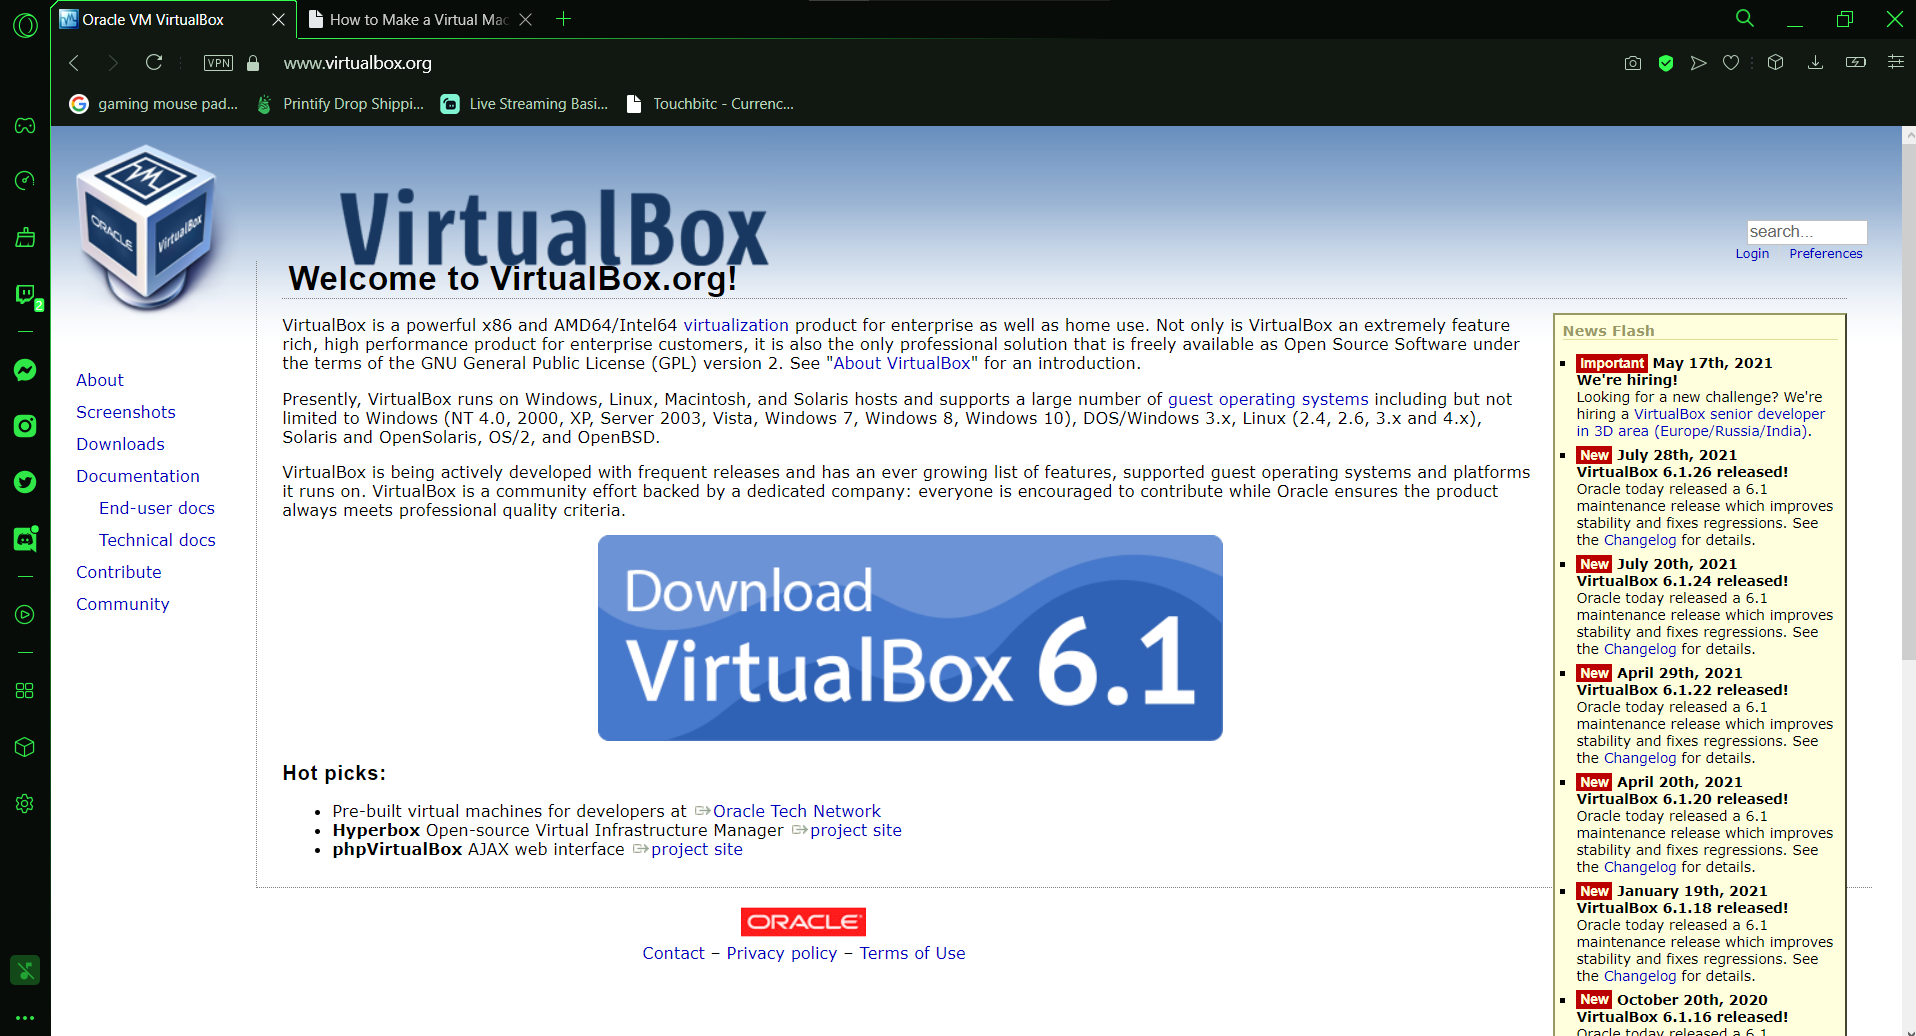 Oracle VM VirtualBox
How to Make a Virtual Mac
VPN
www.virtualbox.org
gaming mouse pad...
Printify Drop Shippi...
Live Streaming Basi...
Touchbitc - Currenc...
2
ORACLE
VirtualBox
VirtualBox
search...
Login Preferences
Welcome to VirtualBox.org!
About
Screenshots
Downloads
Documentation
End-user docs
Technical docs
Contribute
Community
VirtualBox is a powerful x86 and AMD64/Intel64 virtualization product for enterprise as well as home use. Not only is VirtualBox an extremely feature
rich, high performance product for enterprise customers, it is also the only professional solution that is freely available as Open Source Software under
the terms of the GNU General Public License (GPL) version 2. See "About VirtualBox" for an introduction.
Presently, VirtualBox runs on Windows, Linux, Macintosh, and Solaris hosts and supports a large number of guest operating systems including but not
limited to Windows (NT 4.0, 2000, XP, Server 2003, Vista, Windows 7, Windows 8, Windows 10), DOS/Windows 3.x, Linux (2.4, 2.6, 3.x and 4.x),
Solaris and OpenSolaris, OS/2, and OpenBSD.
VirtualBox is being actively developed with frequent releases and has an ever growing list of features, supported guest operating systems and platforms
it runs on. VirtualBox is a community effort backed by a dedicated company: everyone is encouraged to contribute while Oracle ensures the product
always meets professional quality criteria.
Download
VirtualBox 6.1
Hot picks:
Pre-built virtual machines for developers at Oracle Tech Network
Hyperbox Open-source Virtual Infrastructure Manager project site
phpVirtualBox AJAX web interface project site
ORACLE
Contact – Privacy policy – Terms of Use
News Flash
Important May 17th, 2021
We're hiring!
Looking for a new challenge? We're
hiring a VirtualBox senior developer
in 3D area (Europe/Russia/India).
New July 28th, 2021
VirtualBox 6.1.26 released!
Oracle today released a 6.1
maintenance release which improves
stability and fixes regressions. See
the Changelog for details.
New July 20th, 2021
VirtualBox 6.1.24 released!
Oracle today released a 6.1
maintenance release which improves
stability and fixes regressions. See
the Changelog for details.
New April 29th, 2021
VirtualBox 6.1.22 released!
Oracle today released a 6.1
maintenance release which improves
stability and fixes regressions. See
the Changelog for details.
New April 20th, 2021
VirtualBox 6.1.20 released!
Oracle today released a 6.1
maintenance release which improves
stability and fixes regressions. See
the Changelog for details.
New January 19th, 2021
VirtualBox 6.1.18 released!
Oracle today released a 6.1
maintenance release which improves
stability and fixes regressions. See
the Changelog for details.
New October 20th, 2020
VirtualBox 6.1.16 released!
Oracle today released a 6.1